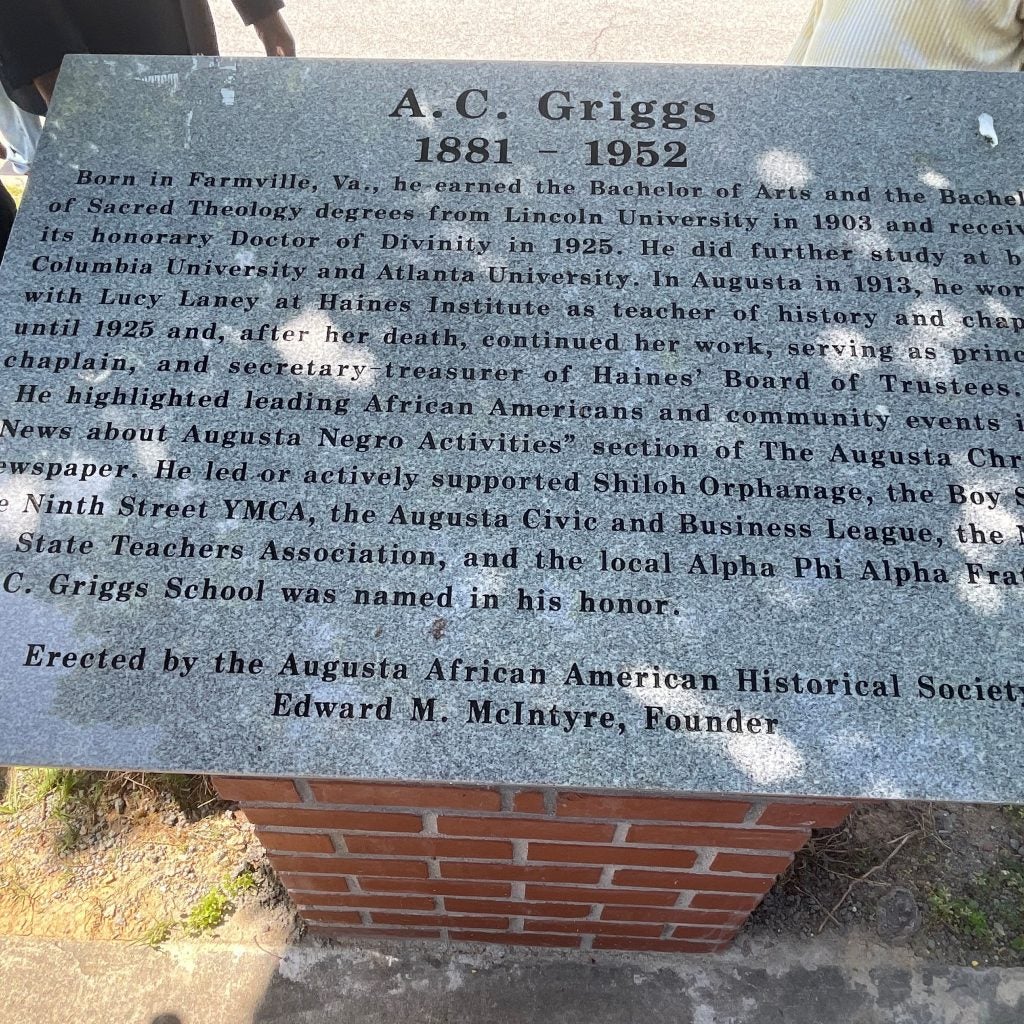 A.C. Griggs
1881 - 1952
Born in Farmville, Va., he earned the Bachelor of Arts and the
of Sacred Theology degrees from Lincoln University in 1903 and
its honorary Doctor of Divinity in 1925. He did further study at
Columbia University and Atlanta University. In Augusta in 1913, he
with Lucy Laney at Haines Institute as teacher of history and
until 1925 and, after her death, continued her work, serving as
chaplain, and secretary-treasurer of Haines' Board of Trustees.
He highlighted leading African Americans and community events
News about Augusta Negro Activities" section of The Augusta
He led or actively supported Shiloh Orphanage, the Boy
Ninth Street YMCA, the Augusta Civic and Business League, the
State Teachers Association, and the local Alpha Phi Alpha
C. Griggs School was named in his honor.
Erected by the Augusta African American Historical Society
Edward M. McIntyre, Founder